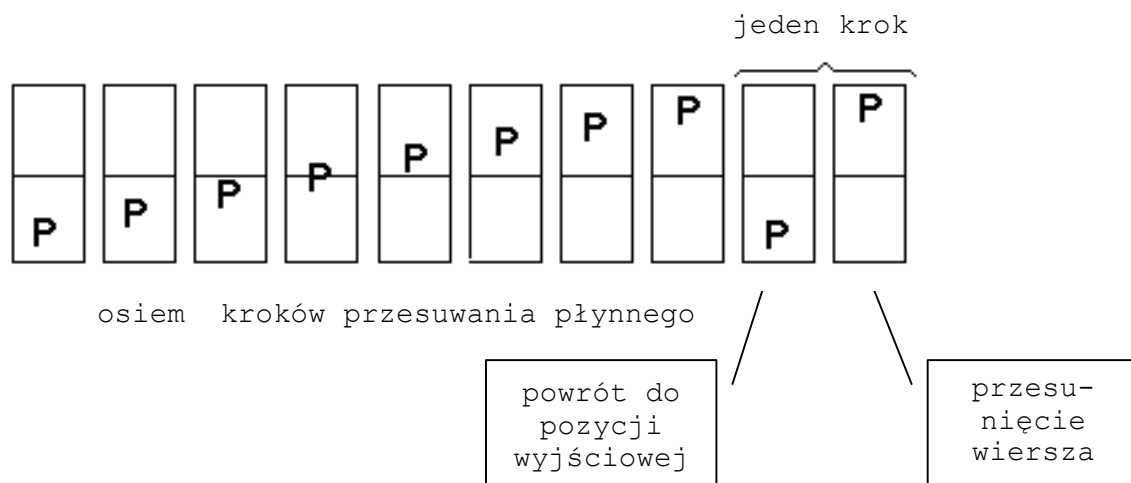 jeden krok
P P P P P P P P P P
osiem kroków przesuwania płynnego
powrót do
pozycji
wyjściowej
przesu-
nięcie
wiersza